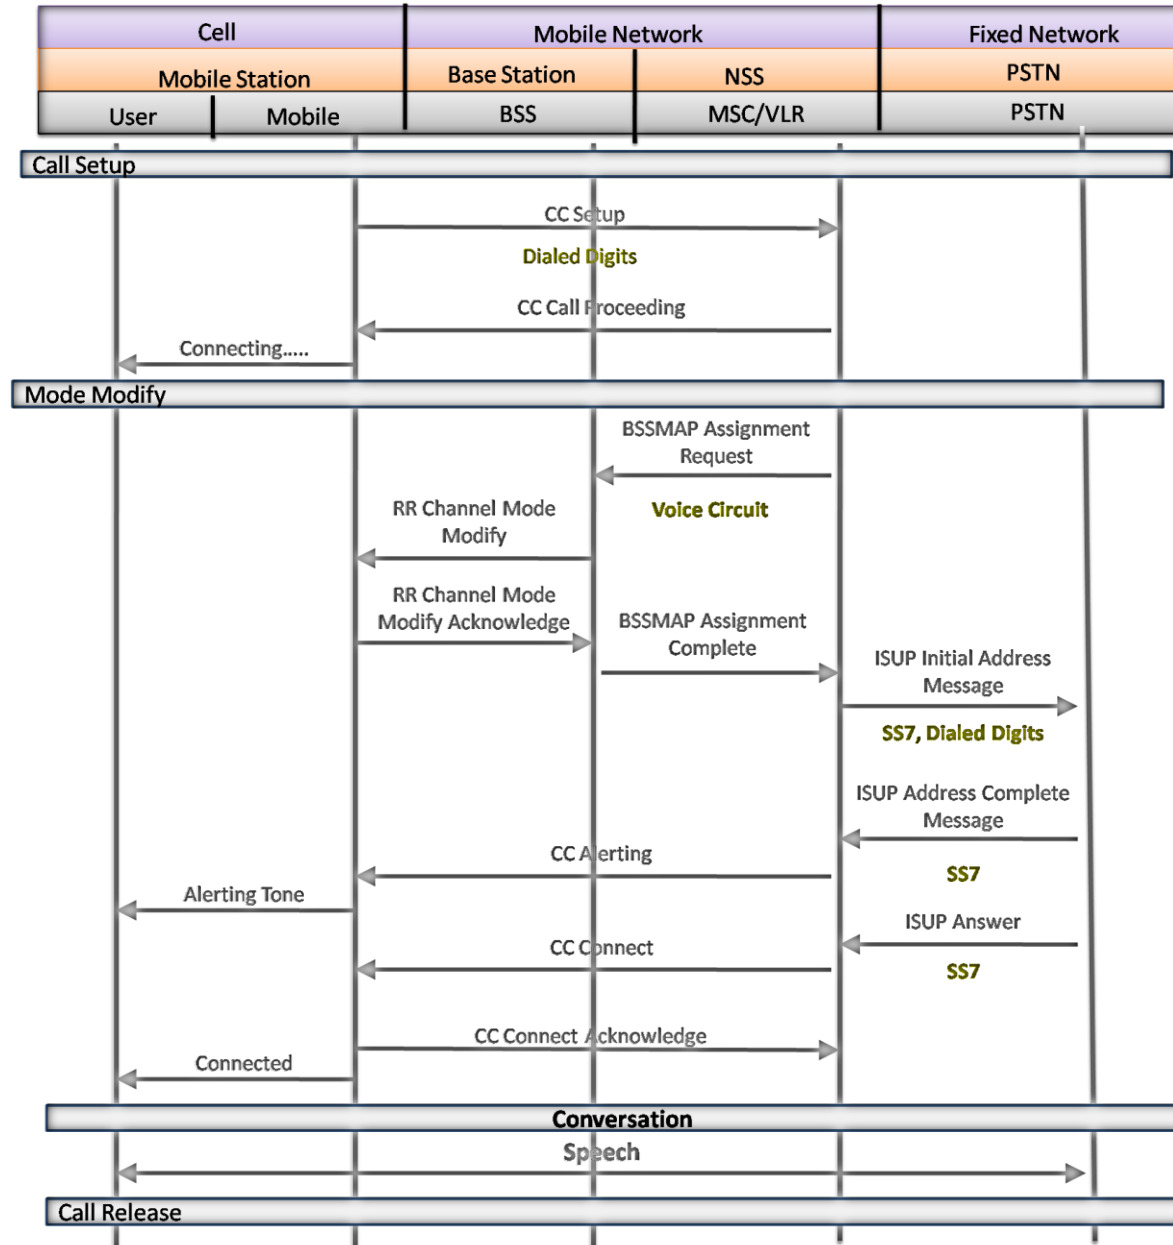 Cell
Mobile Network
Fixed Network
Mobile Station
Base Station
NSS
PSTN
User
Mobile
BSS
MSC/VLR
PSTN
Call Setup
CC Setup
Dialed Digits
CC Call Proceeding
Connecting.....
Mode Modify
BSSMAP Assignment
Request
Voice Circuit
RR Channel Mode
Modify
RR Channel Mode
Modify Acknowledge
BSSMAP Assignment
Complete
ISUP Initial Address
Message
SS7, Dialed Digits
ISUP Address Complete
Message
SS7
CC Alerting
Alerting Tone
ISUP Answer
SS7
CC Connect
CC Connect Acknowledge
Connected
Conversation
Speech
Call Release